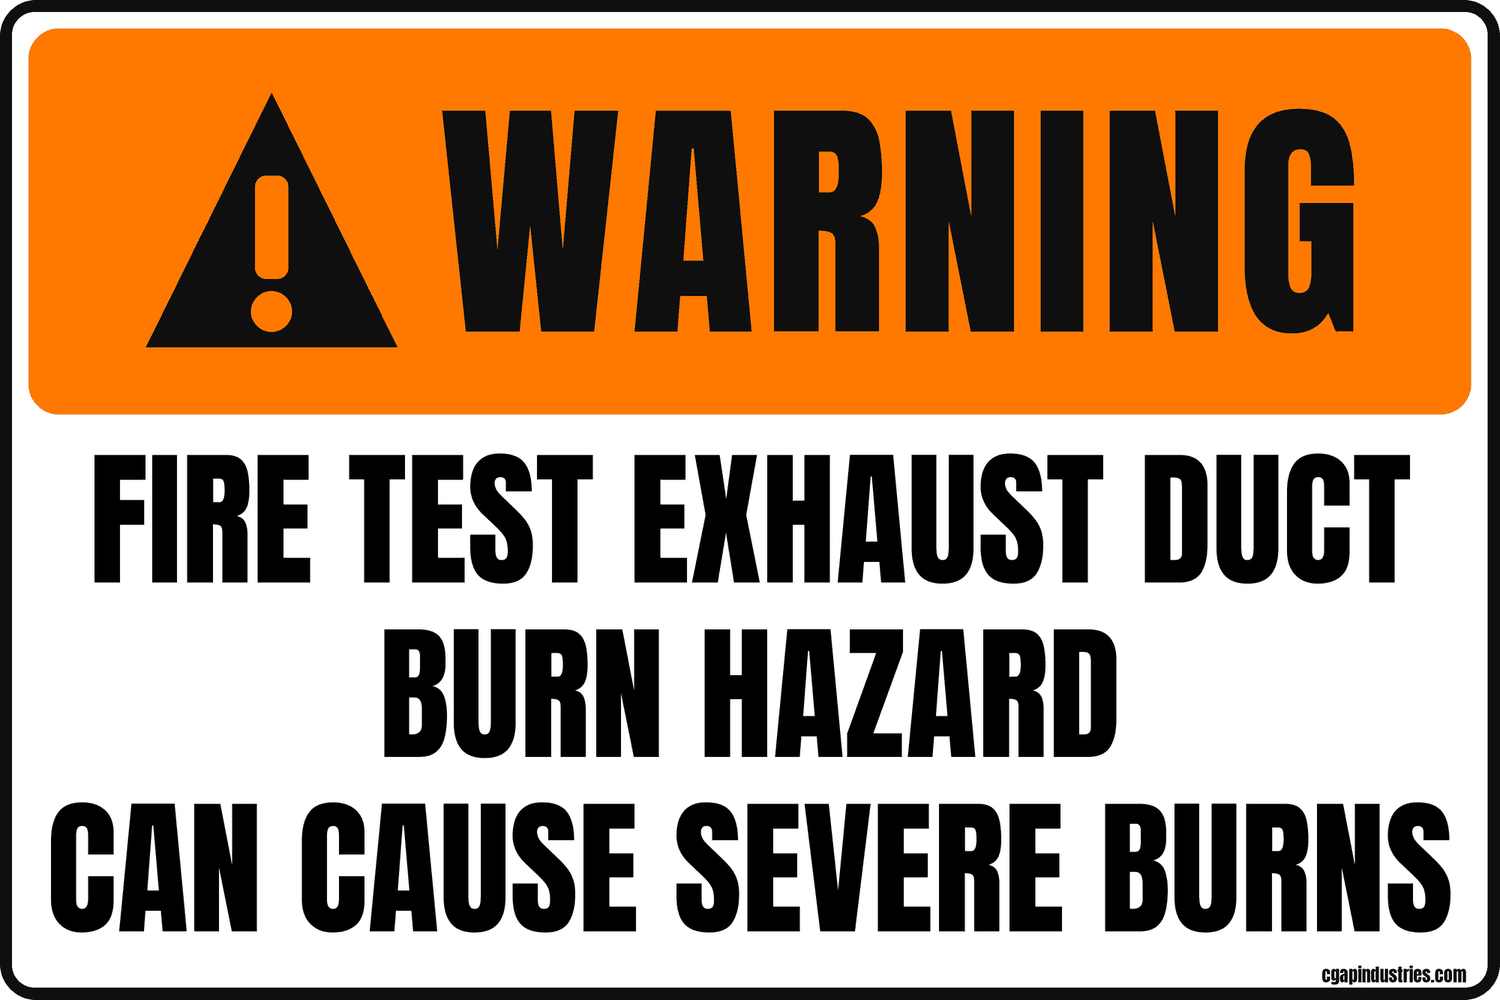 WARNING
FIRE TEST EXHAUST DUCT
BURN HAZARD
CAN CAUSE SEVERE BURNS
cgapindustries.com